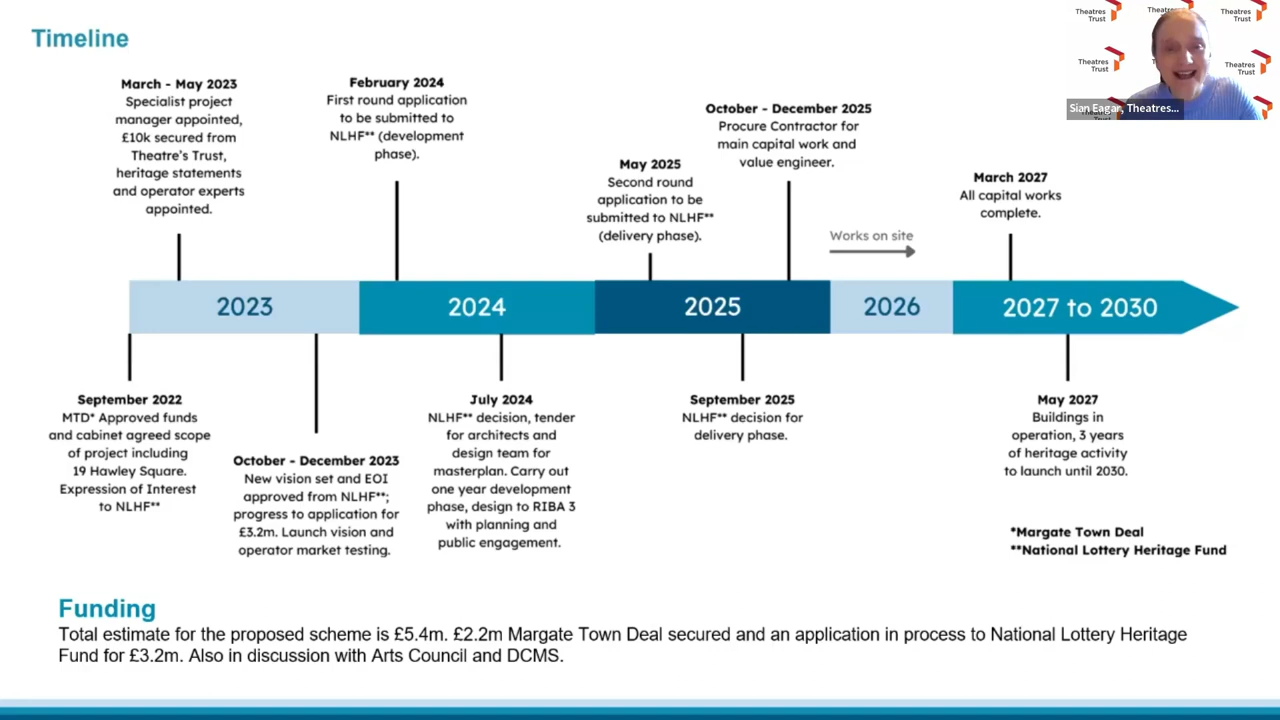 Timeline
Theatres
Trust
Theatres
Trust
Theatres
Trust
Theatres
Trust
Theatres
Trust
Sian Eagar, Theatres...
March - May 2023
Specialist project
manager appointed,
£10k secured from
Theatre's Trust,
heritage statements
and operator experts
appointed.
February 2024
First round application
to be submitted to
NLHF** (development
phase).
May 2025
Second round
application to be
submitted to NLHF**
(delivery phase).
October - December 2025
Procure Contractor for
main capital work and
value engineer.
Works on site
March 2027
All capital works
complete.
2023
2024
2025
2026
2027 to 2030
September 2022
MTD* Approved funds
and cabinet agreed scope
of project including
19 Hawley Square.
Expression of Interest
to NLHF**
October - December 2023
New vision set and EOI
approved from NLHF**;
progress to application for
£3.2m. Launch vision and
operator market testing.
July 2024
NLHF** decision, tender
for architects and
design team for
masterplan. Carry out
one year development
phase, design to RIBA 3
with planning and
public engagement.
September 2025
NLHF** decision for
delivery phase.
May 2027
Buildings in
operation, 3 years
of heritage activity
to launch until 2030.
*Margate Town Deal
**National Lottery Heritage Fund
Funding
Total estimate for the proposed scheme is £5.4m. £2.2m Margate Town Deal secured and an application in process to National Lottery Heritage
Fund for £3.2m. Also in discussion with Arts Council and DCMS.